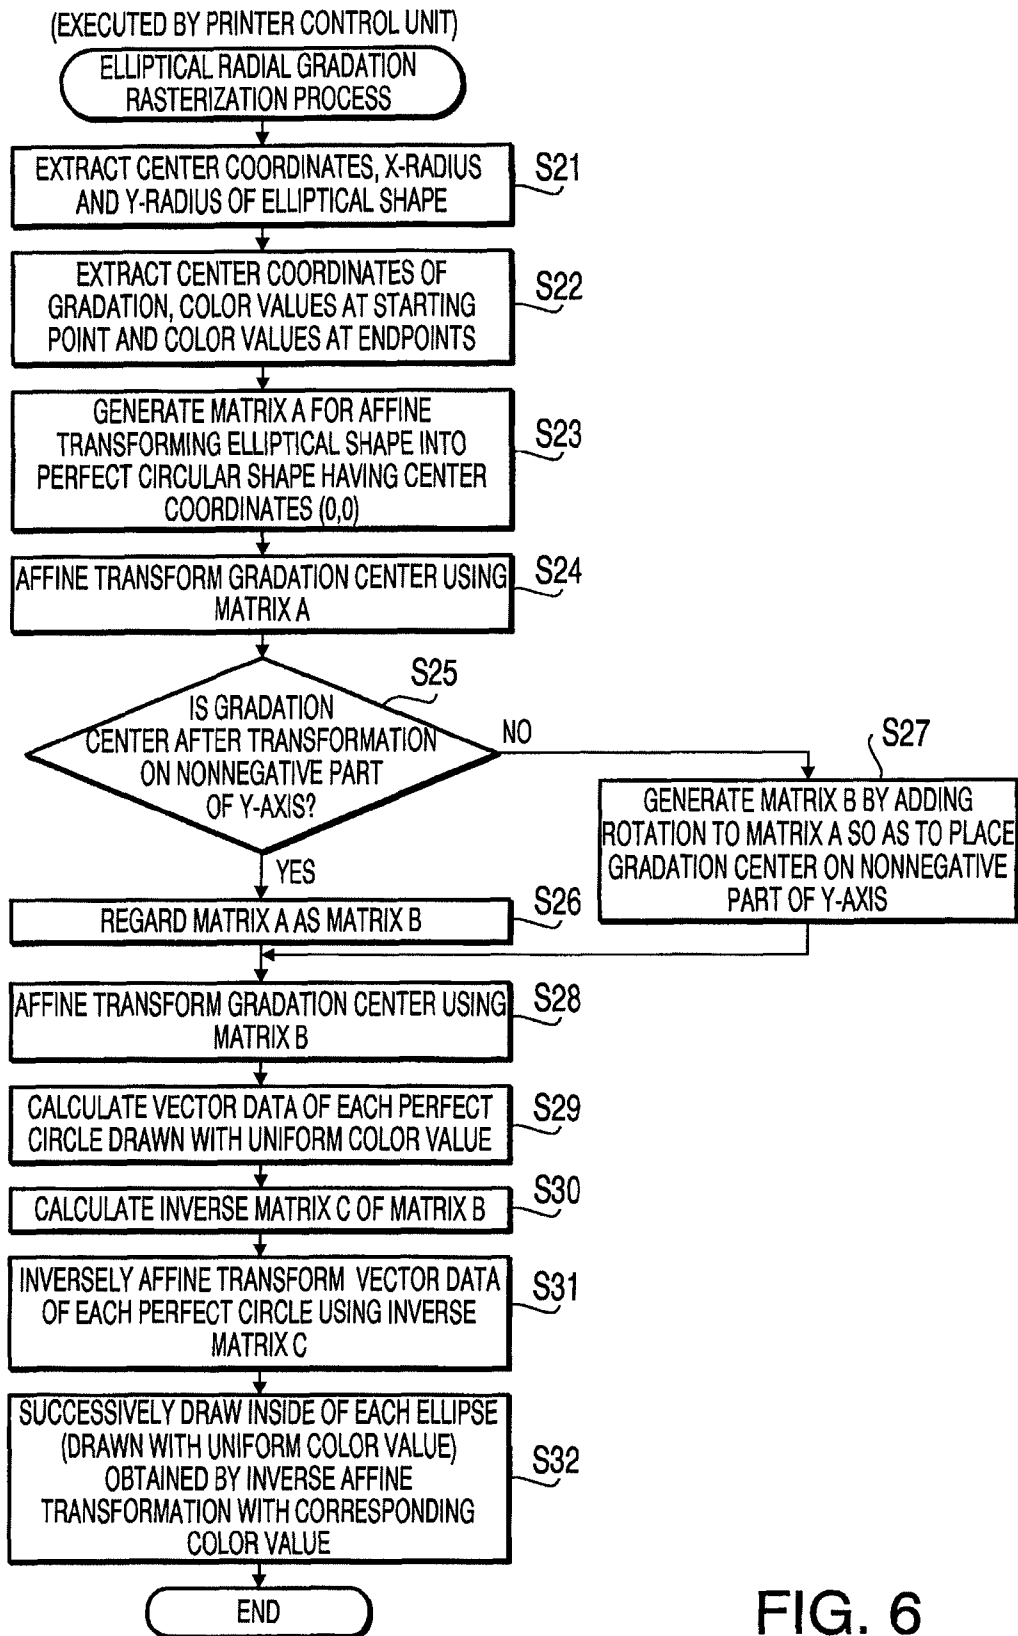 (EXECUTED BY PRINTER CONTROL UNIT)
ELLIPTICAL RADIAL GRADATION
RASTERIZATION PROCESS
EXTRACT CENTER COORDINATES, X-RADIUS
AND Y-RADIUS OF ELLIPTICAL SHAPE
S21
EXTRACT CENTER COORDINATES OF
GRADATION, COLOR VALUES AT STARTING
POINT AND COLOR VALUES AT ENDPOINTS
S22
GENERATE MATRIX A FOR AFFINE
TRANSFORMING ELLIPTICAL SHAPE INTO
PERFECT CIRCULAR SHAPE HAVING CENTER
COORDINATES (0,0)
S23
AFFINE TRANSFORM GRADATION CENTER USING
MATRIX A
S24
IS GRADATION
CENTER AFTER TRANSFORMATION
ON NONNEGATIVE PART
OF Y-AXIS?
S25
NO
YES
S27
GENERATE MATRIX B BY ADDING
ROTATION TO MATRIX A SO AS TO PLACE
GRADATION CENTER ON NONNEGATIVE
PART OF Y-AXIS
REGARD MATRIX A AS MATRIX B
S26
AFFINE TRANSFORM GRADATION CENTER USING
MATRIX B
S28
CALCULATE VECTOR DATA OF EACH PERFECT
CIRCLE DRAWN WITH UNIFORM COLOR VALUE
S29
CALCULATE INVERSE MATRIX C OF MATRIX B
S30
INVERSELY AFFINE TRANSFORM VECTOR DATA
OF EACH PERFECT CIRCLE USING INVERSE
MATRIX C
S31
SUCCESSIVELY DRAW INSIDE OF EACH ELLIPSE
(DRAWN WITH UNIFORM COLOR VALUE)
OBTAINED BY INVERSE AFFINE
TRANSFORMATION WITH CORRESPONDING
COLOR VALUE
S32
END
FIG. 6